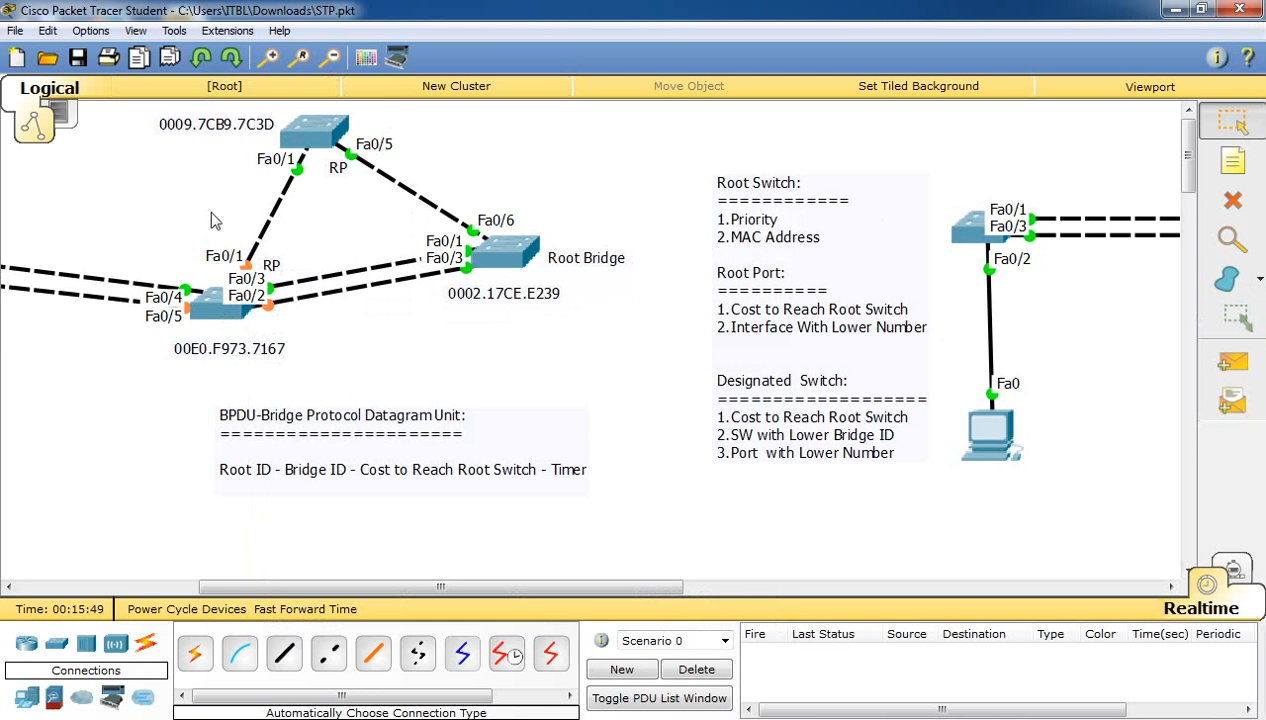 Cisco Packet Tracer Student - C:\Users\ITBL\Downloads\STP.pkt
File Edit Options View Tools Extensions Help
Logical [Root] New Cluster Move Object Set Tiled Background Viewport
0009.7CB9.7C3D
Fa0/1
RP
Fa0/5
Fa0/6
Fa0/1
Fa0/3
Root Bridge
0002.17CE.E239
Fa0/1
RP
Fa0/3
Fa0/2
Fa0/4
Fa0/5
00E0.F973.7167
BPDU-Bridge Protocol Datagram Unit:
======================
Root ID - Bridge ID - Cost to Reach Root Switch - Timer
Root Switch:
============
1.Priority
2.MAC Address
Root Port:
==========
1.Cost to Reach Root Switch
2.Interface With Lower Number
Designated Switch:
===================
1.Cost to Reach Root Switch
2.SW with Lower Bridge ID
3.Port with Lower Number
Fa0/1
Fa0/3
Fa0/2
Fa0
Time: 00:15:49 Power Cycle Devices Fast Forward Time
Realtime
Connections
Automatically Choose Connection Type
Scenario 0
New Delete
Toggle PDU List Window
Fire Last Status Source Destination Type Color Time(sec) Periodic